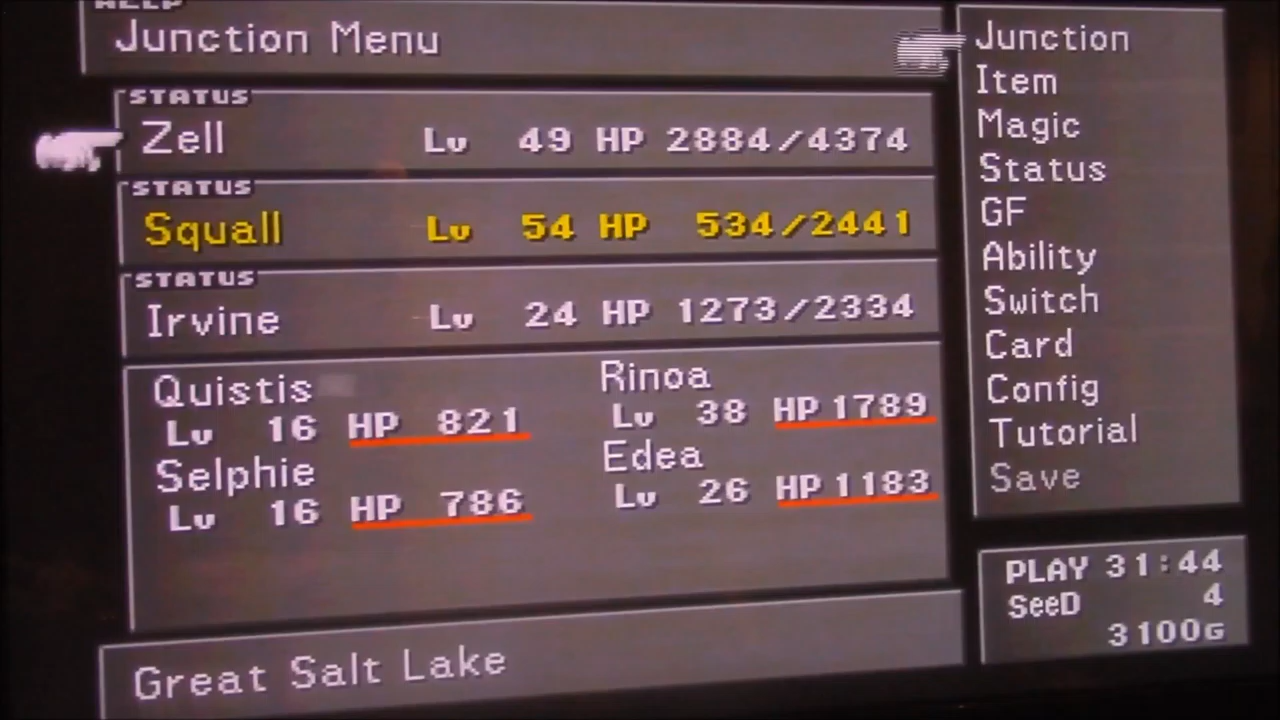 HELP
Junction Menu
STATUS
Zell Lv 49 HP 2884/4374
STATUS
Squall Lv 54 HP 534/2441
STATUS
Irvine Lv 24 HP 1273/2334
Quistis
Lv 16 HP 821
Rinoa
Lv 38 HP 1789
Selphie
Lv 16 HP 786
Edea
Lv 26 HP 1183
Great Salt Lake
Junction
Item
Magic
Status
GF
Ability
Switch
Card
Config
Tutorial
Save
PLAY 31:44
SeeD 4
3100G